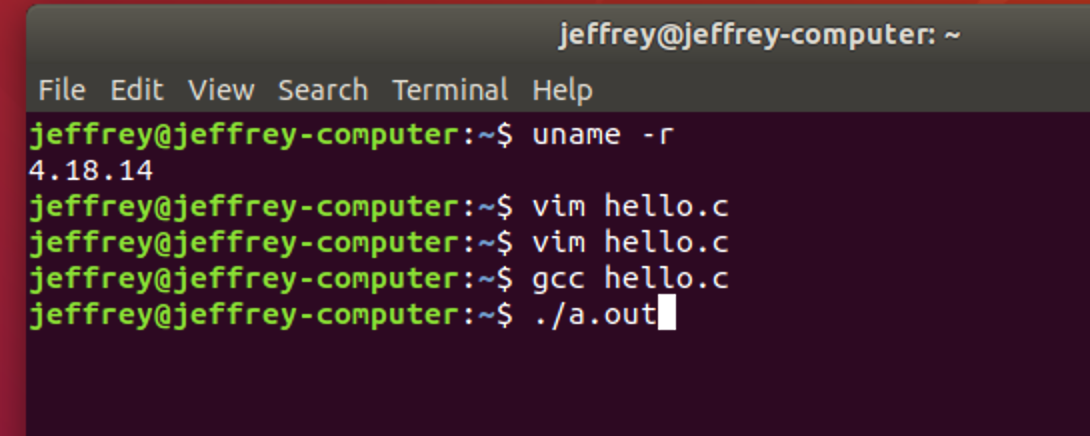 jeffrey@jeffrey-computer: ~
File Edit View Search Terminal Help
jeffrey@jeffrey-computer:~$ uname -r
4.18.14
jeffrey@jeffrey-computer:~$ vim hello.c
jeffrey@jeffrey-computer:~$ vim hello.c
jeffrey@jeffrey-computer:~$ gcc hello.c
jeffrey@jeffrey-computer:~$ ./a.out